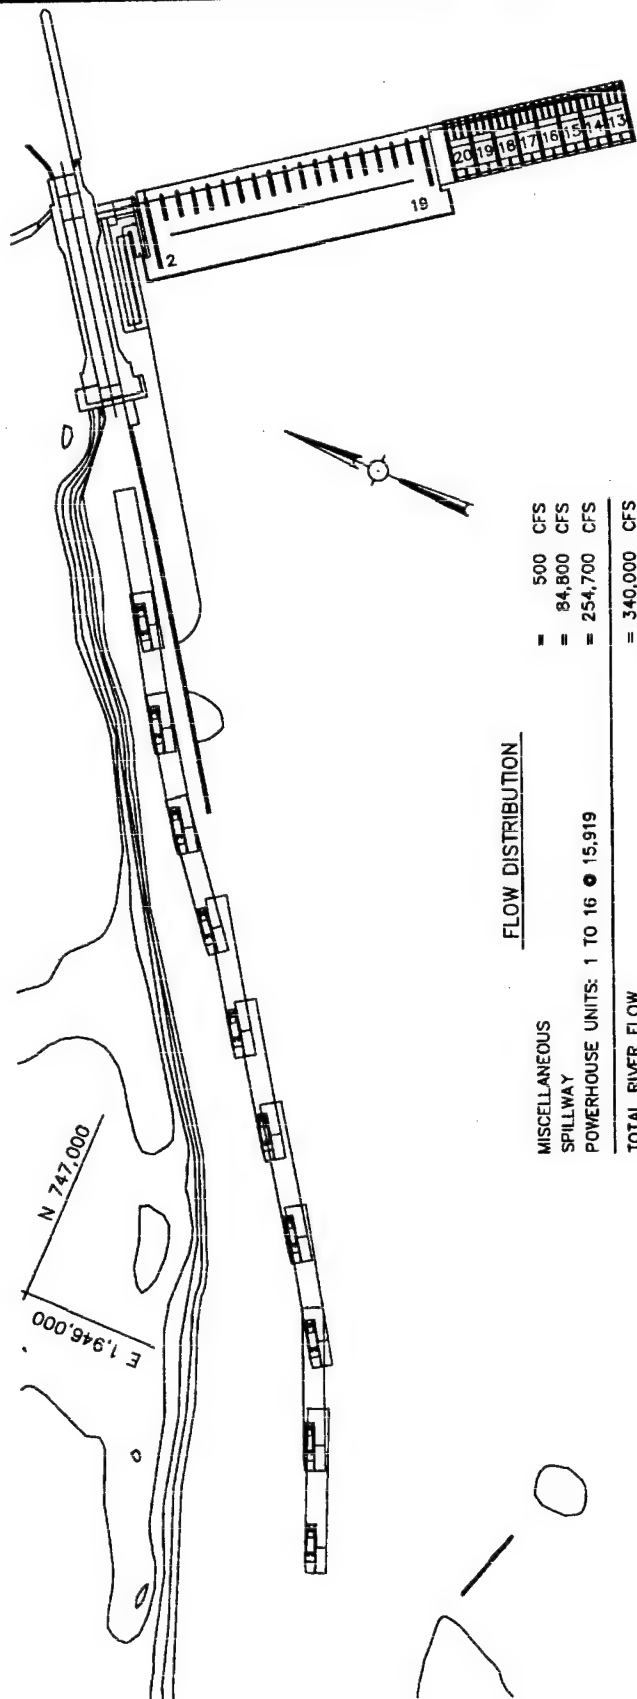 20
19
18
17
16
15
14
13
19
2
N 747,000
E 1,946,000
FLOW DISTRIBUTION
MISCELLANEOUS = 500 CFS
SPILLWAY = 84,800 CFS
POWERHOUSE UNITS: 1 TO 16 @ 15,919 = 254,700 CFS
TOTAL RIVER FLOW = 340,000 CFS